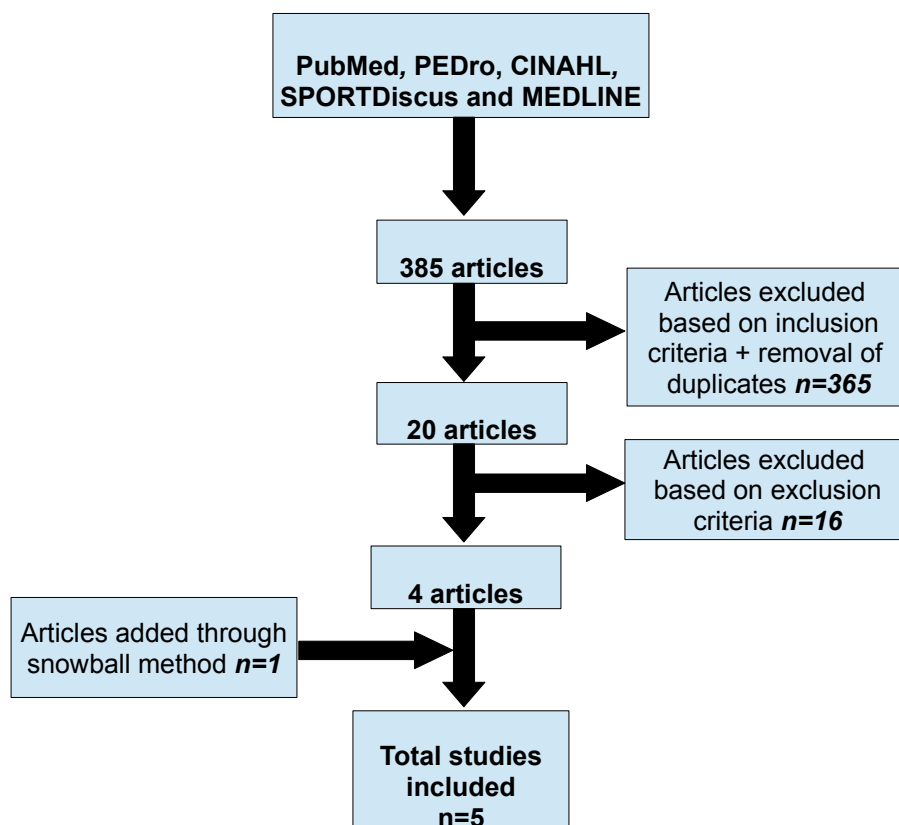 PubMed, PEDro, CINAHL,
SPORTDiscus and MEDLINE
385 articles
Articles excluded
based on inclusion
criteria + removal of
duplicates n=365
20 articles
Articles excluded
based on exclusion
criteria n=16
4 articles
Articles added through
snowball method n=1
Total studies
included
n=5